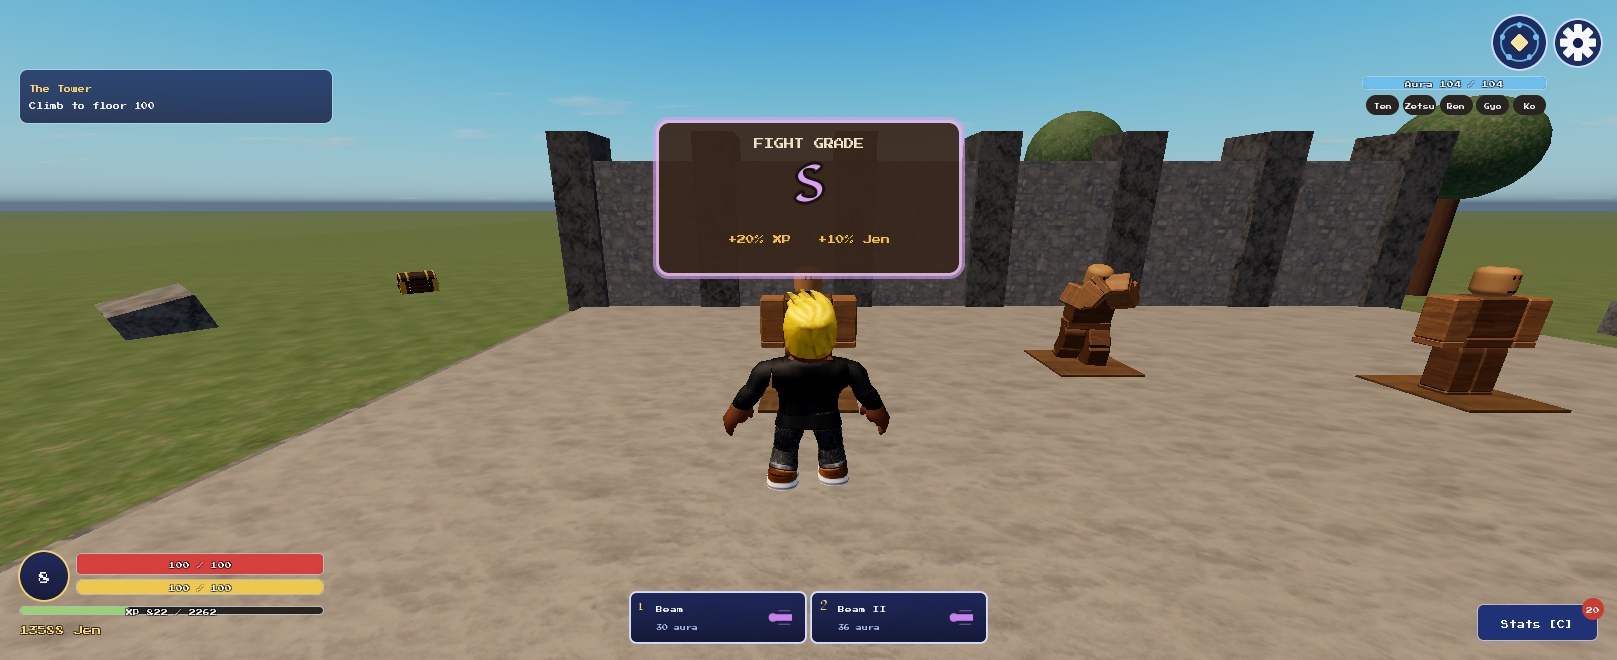 The Tower
Climb to floor 100
FIGHT GRADE
S
+20% XP +10% Jen
Aura 104 / 104
Ten Zetsu Ren Gyo Ko
8
100 / 100
100 / 100
XP 822 / 2262
13588 Jen
1 Beam
30 aura
2 Beam II
36 aura
Stats [C]
20